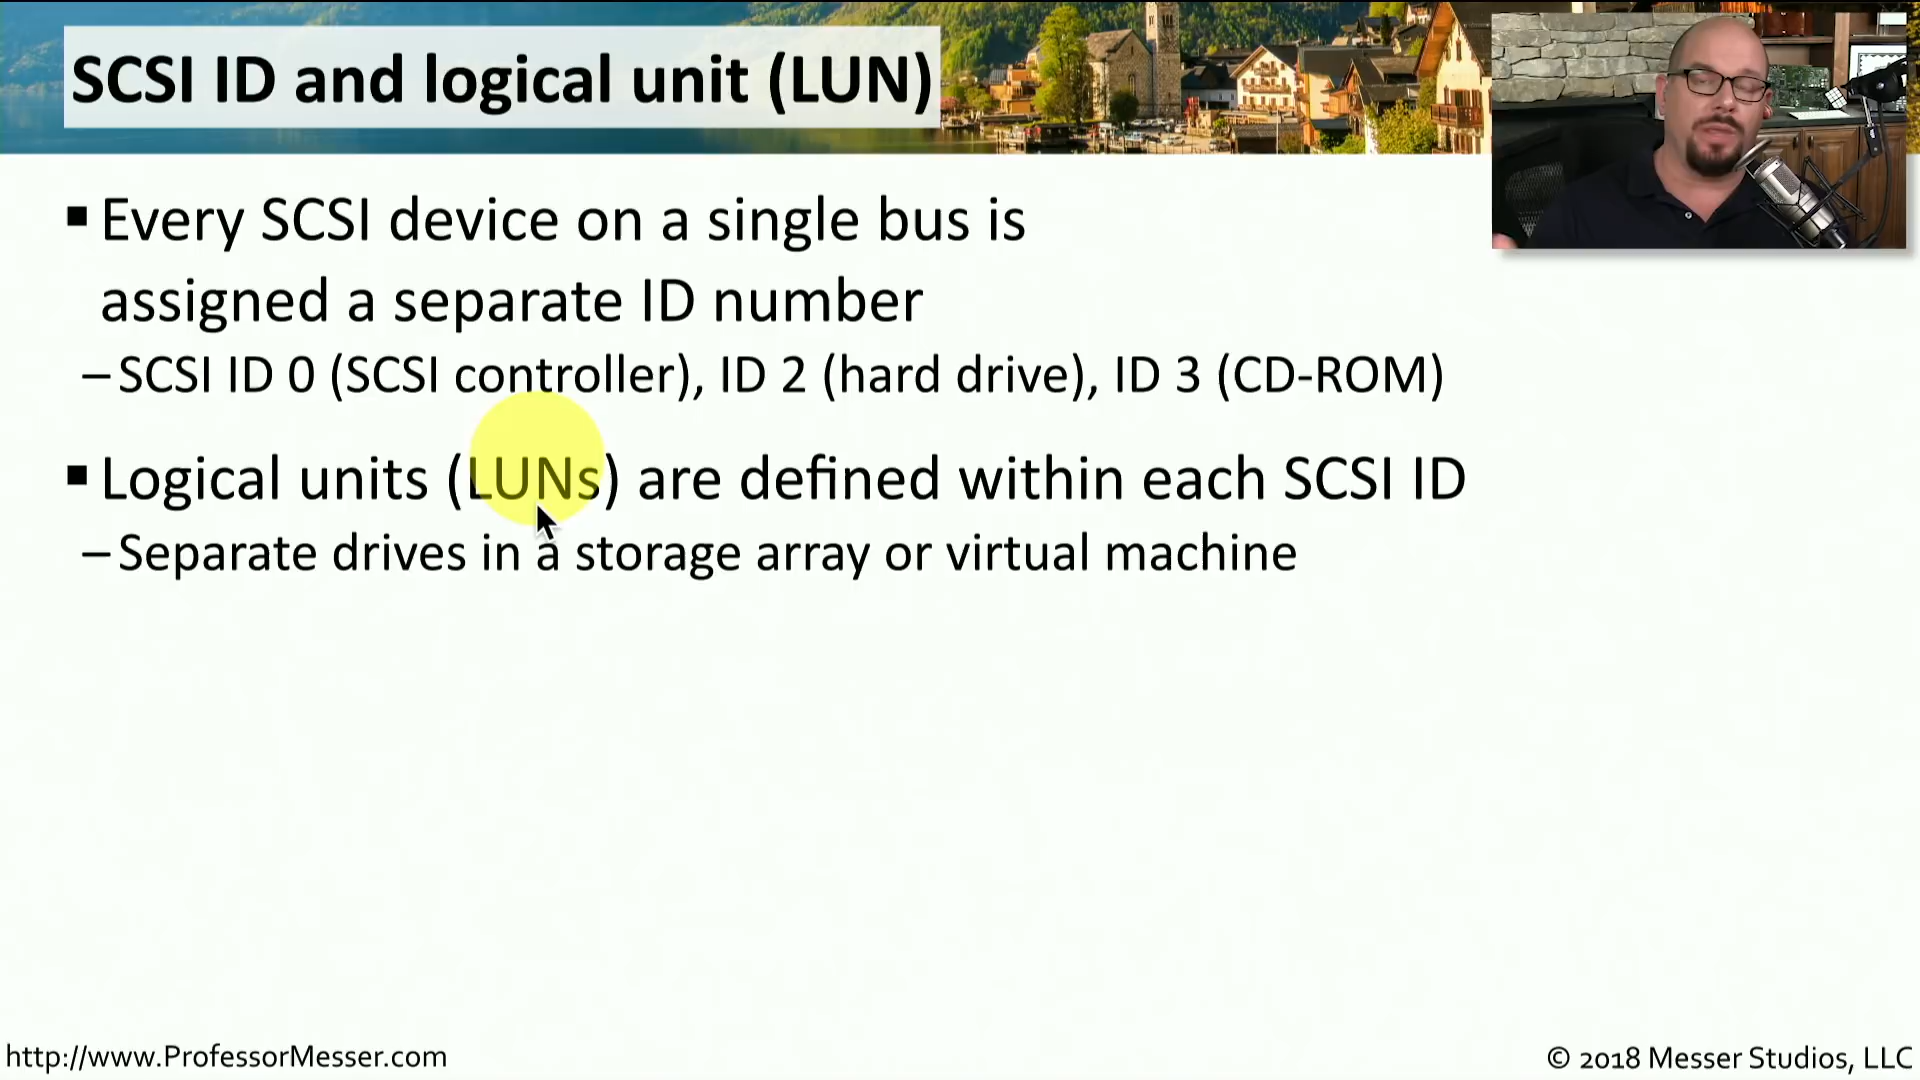 SCSI ID and logical unit (LUN)
▪ Every SCSI device on a single bus is
assigned a separate ID number
– SCSI ID 0 (SCSI controller), ID 2 (hard drive), ID 3 (CD-ROM)
▪ Logical units (LUNs) are defined within each SCSI ID
– Separate drives in a storage array or virtual machine
http://www.ProfessorMesser.com
© 2018 Messer Studios, LLC